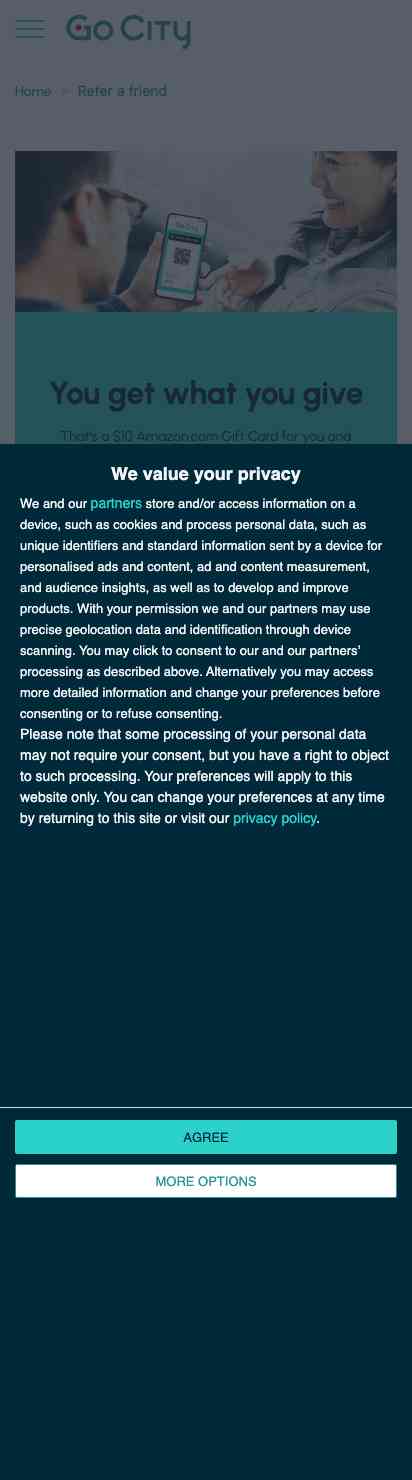 Go City
Home > Refer a friend
Go City
You get what you give
That's a $10 Amazon.com Gift Card for you and
We value your privacy
We and our partners store and/or access information on a
device, such as cookies and process personal data, such as
unique identifiers and standard information sent by a device for
personalised ads and content, ad and content measurement,
and audience insights, as well as to develop and improve
products. With your permission we and our partners may use
precise geolocation data and identification through device
scanning. You may click to consent to our and our partners'
processing as described above. Alternatively you may access
more detailed information and change your preferences before
consenting or to refuse consenting.
Please note that some processing of your personal data
may not require your consent, but you have a right to object
to such processing. Your preferences will apply to this
website only. You can change your preferences at any time
by returning to this site or visit our privacy policy.
AGREE
MORE OPTIONS